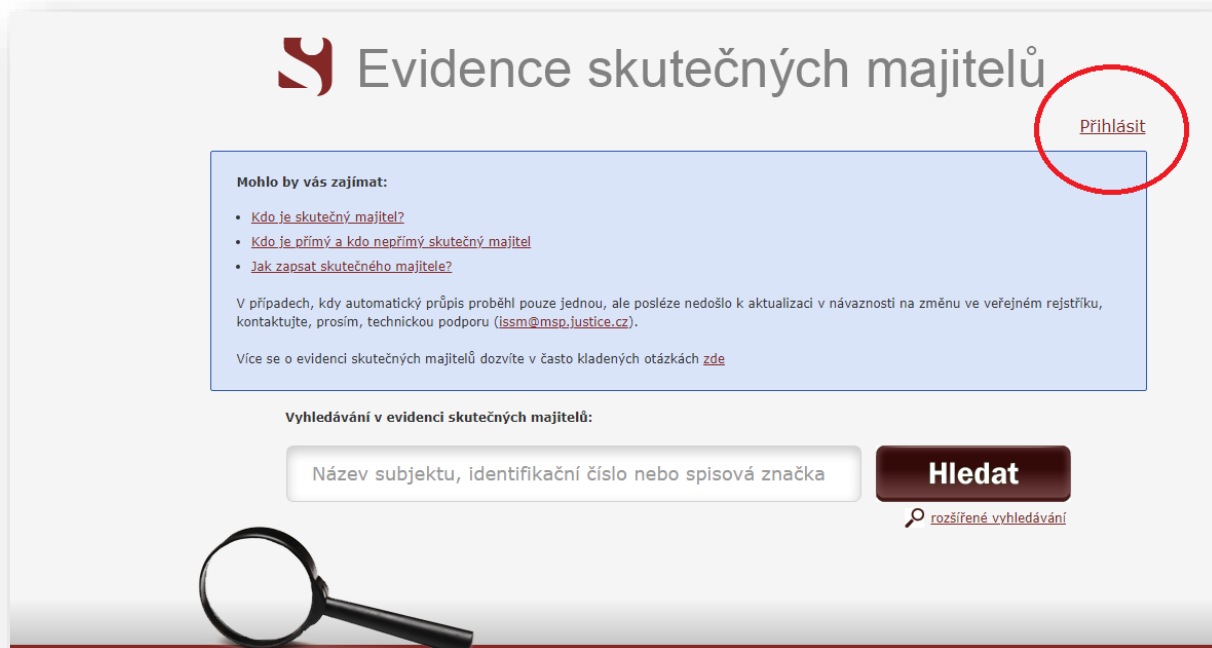 Evidence skutečných majitelů
Přihlásit
Mohlo by vás zajímat:
• Kdo je skutečný majitel?
• Kdo je přímý a kdo nepřímý skutečný majitel
• Jak zapsat skutečného majitele?
V případech, kdy automatický průpis proběhl pouze jednou, ale posléze nedošlo k aktualizaci v návaznosti na změnu ve veřejném rejstříku,
kontaktujte, prosím, technickou podporu (issm@msp.justice.cz).
Více se o evidenci skutečných majitelů dozvíte v často kladených otázkách zde
Vyhledávání v evidenci skutečných majitelů:
Název subjektu, identifikační číslo nebo spisová značka
Hledat
rozšířené vyhledávání